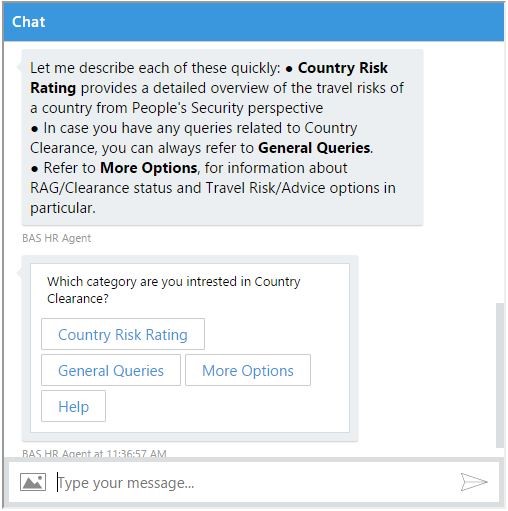 Chat
Let me describe each of these quickly: ● Country Risk
Rating provides a detailed overview of the travel risks of
a country from People's Security perspective
● In case you have any queries related to Country
Clearance, you can always refer to General Queries.
● Refer to More Options, for information about
RAG/Clearance status and Travel Risk/Advice options in
particular.
BAS HR Agent
Which category are you intrested in Country
Clearance?
Country Risk Rating
General Queries
More Options
Help
BAS HR Agent at 11:36:57 AM
Type your message...